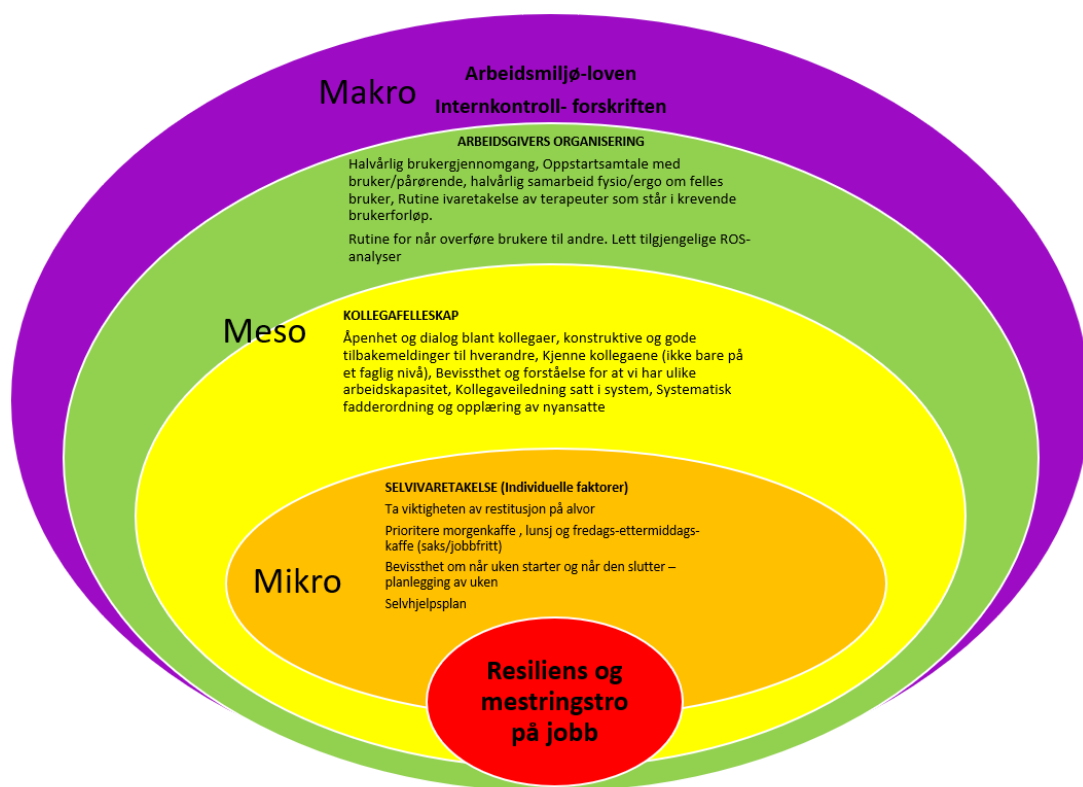 Makro
Arbeidsmiljø-loven
Internkontroll- forskriften
ARBEIDSGIVERS ORGANISERING
Halvårlig brukergjennomgang, Oppstartsamtale med
bruker/pårørende, halvårlig samarbeid fysio/ergo om felles
bruker, Rutine ivaretakelse av terapeuter som står i krevende
brukerforløp.
Rutine for når overføre brukere til andre. Lett tilgjengelige ROS-
analyser
Meso
KOLLEGAFELLESKAP
Åpenhet og dialog blant kollegaer, konstruktive og gode
tilbakemeldinger til hverandre, Kjenne kollegaene (ikke bare på
et faglig nivå), Bevissthet og forståelse for at vi har ulike
arbeidskapasitet, Kollegaveiledning satt i system, Systematisk
fadderordning og opplæring av nyansatte
Mikro
SELVIVARETAKELSE (Individuelle faktorer)
Ta viktigheten av restitusjon på alvor
Prioritere morgenkaffe , lunsj og fredags-ettermiddags-
kaffe (saks/jobbfritt)
Bevissthet om når uken starter og når den slutter –
planlegging av uken
Selvhjelpsplan
Resiliens og
mestringstro
på jobb